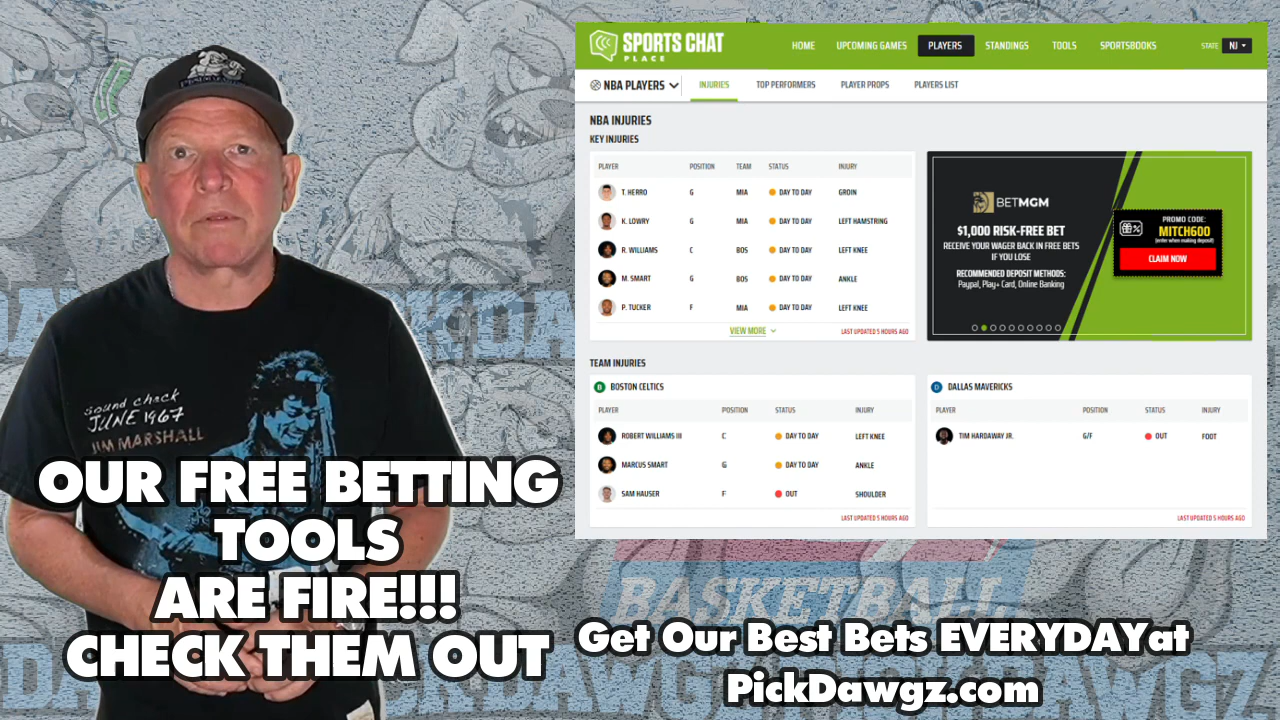 SPORTS CHAT
PLACE
HOME UPCOMING GAMES PLAYERS STANDINGS TOOLS SPORTSBOOKS STATE NJ
NBA PLAYERS INJURIES TOP PERFORMERS PLAYER PROPS PLAYERS LIST
NBA INJURIES
KEY INJURIES
PLAYER POSITION TEAM STATUS INJURY
T. HERRO G MIA DAY TO DAY GROIN
K. LOWRY G MIA DAY TO DAY LEFT HAMSTRING
R. WILLIAMS C BOS DAY TO DAY LEFT KNEE
M. SMART G BOS DAY TO DAY ANKLE
P. TUCKER F MIA DAY TO DAY LEFT KNEE
VIEW MORE LAST UPDATED 5 HOURS AGO
BETMGM
$1,000 RISK-FREE BET
RECEIVE YOUR WAGER BACK IN FREE BETS
IF YOU LOSE
RECOMMENDED DEPOSIT METHODS:
Paypal, Play+ Card, Online Banking
PROMO CODE:
MITCH600
(enter when making deposit)
CLAIM NOW
TEAM INJURIES
B BOSTON CELTICS
PLAYER POSITION STATUS INJURY
ROBERT WILLIAMS III C DAY TO DAY LEFT KNEE
MARCUS SMART G DAY TO DAY ANKLE
SAM HAUSER F OUT SHOULDER
LAST UPDATED 5 HOURS AGO
D DALLAS MAVERICKS
PLAYER POSITION STATUS INJURY
TIM HARDAWAY JR. G/F OUT FOOT
LAST UPDATED 5 HOURS AGO
sound check
JUNE 1967
JIM MARSHALL
OUR FREE BETTING
TOOLS
ARE FIRE!!!
CHECK THEM OUT
BASKETBALL
Get Our Best Bets EVERYDAYat
PickDawgz.com